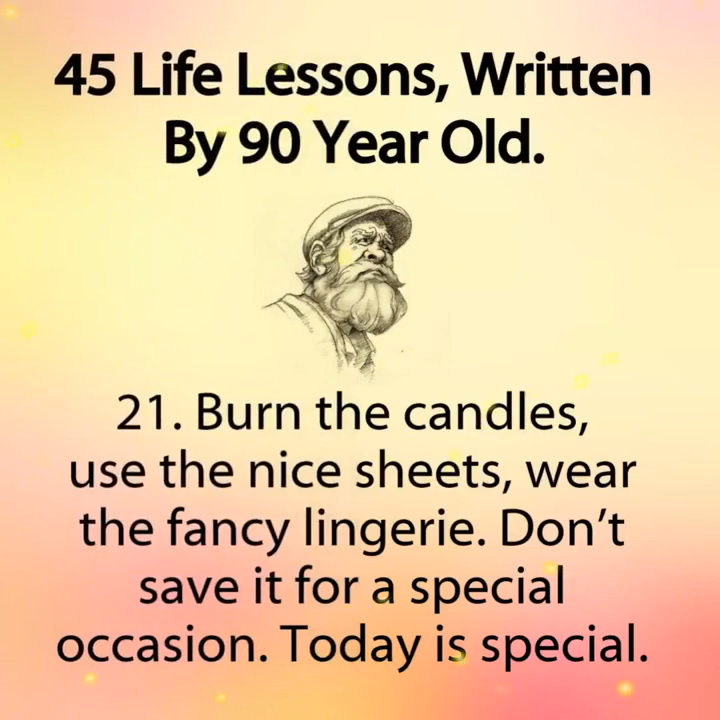 45 Life Lessons, Written
By 90 Year Old.
21. Burn the candles,
use the nice sheets, wear
the fancy lingerie. Don’t
save it for a special
occasion. Today is special.